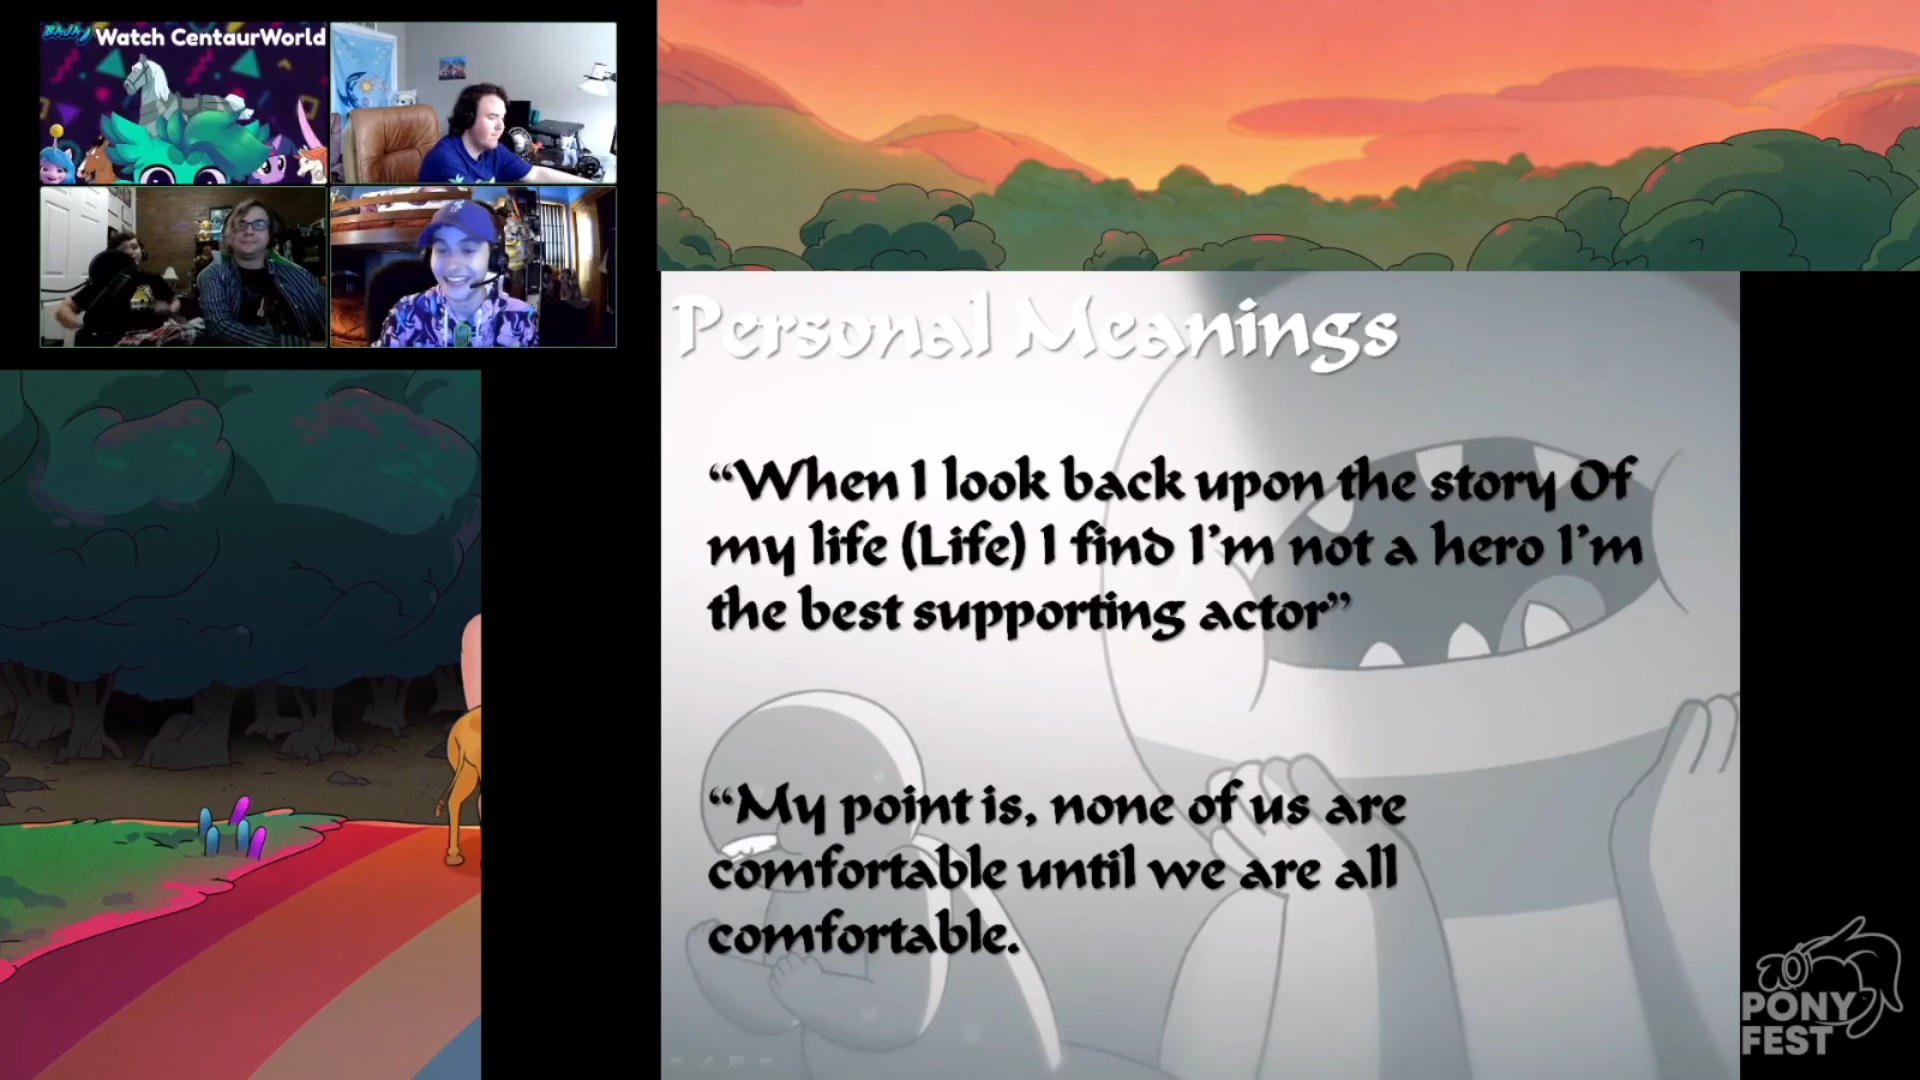 Watch CentaurWorld
Personal Meanings
“When I look back upon the story Of
my life (Life) I find I’m not a hero I’m
the best supporting actor”
“My point is, none of us are
comfortable until we are all
comfortable.
PONY
FEST